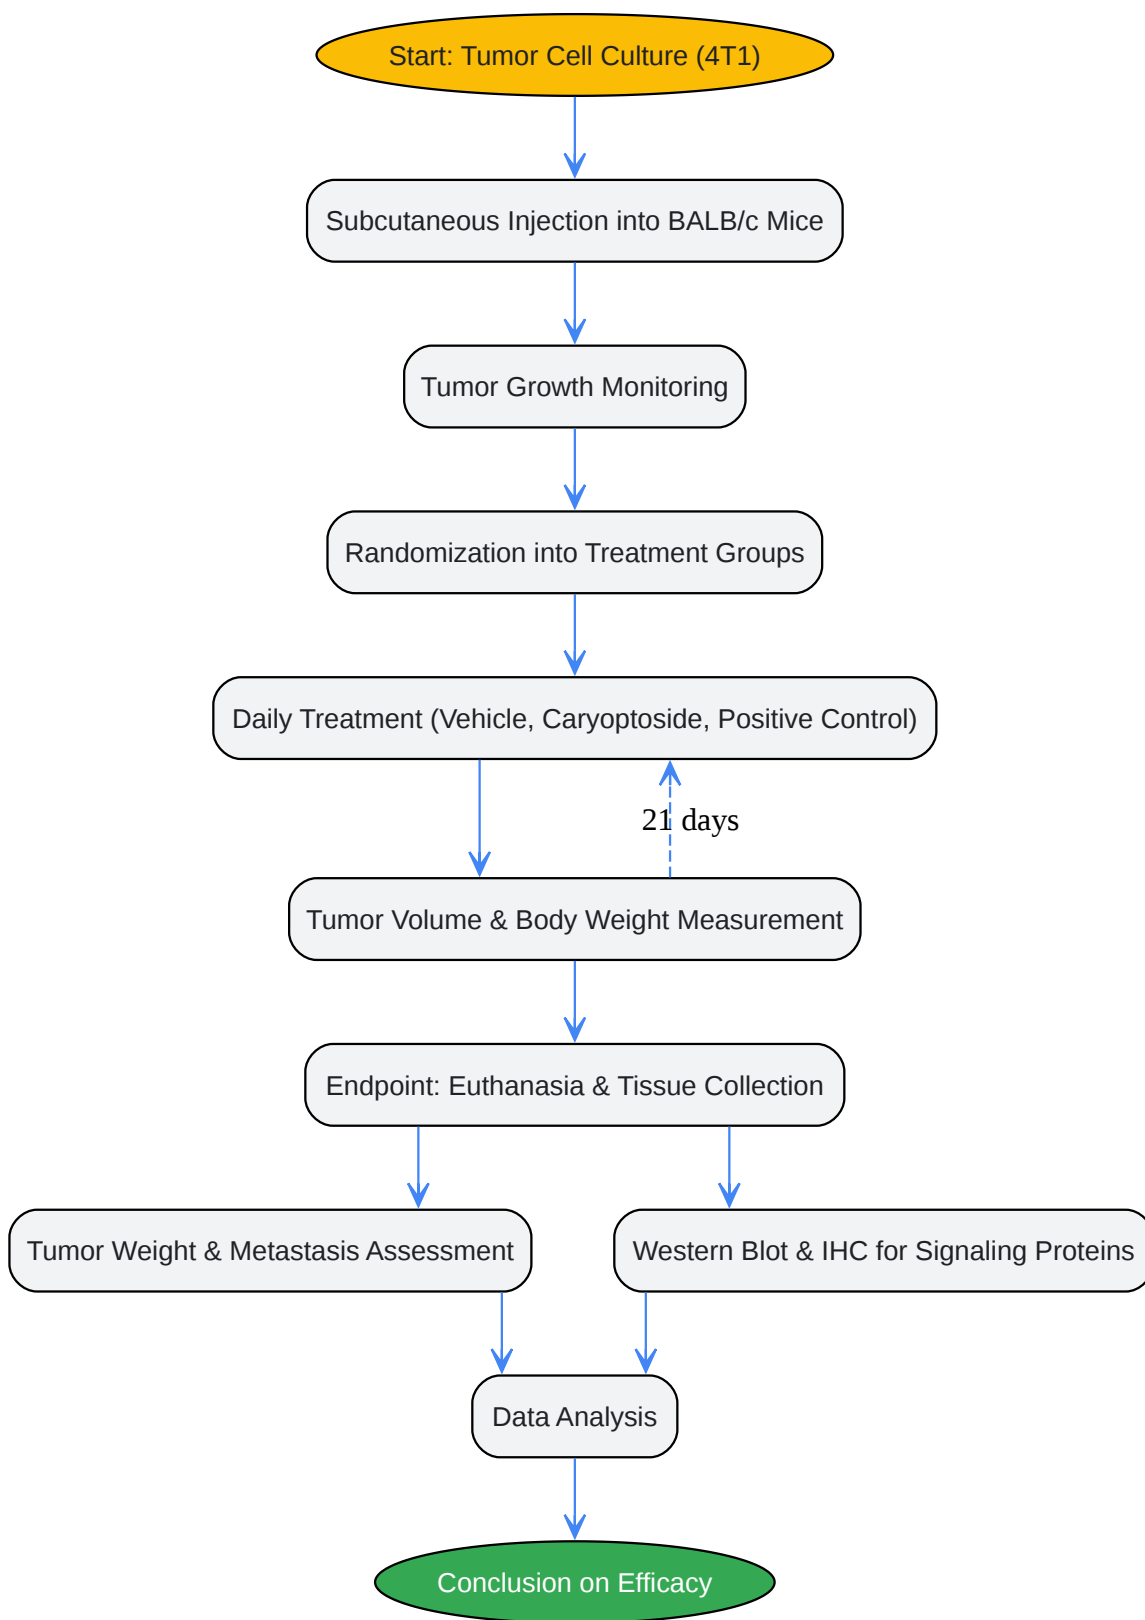 Start: Tumor Cell Culture (4T1)
Subcutaneous Injection into BALB/c Mice
Tumor Growth Monitoring
Randomization into Treatment Groups
Daily Treatment (Vehicle, Caryoptoside, Positive Control)
21 days
Tumor Volume & Body Weight Measurement
Endpoint: Euthanasia & Tissue Collection
Tumor Weight & Metastasis Assessment
Western Blot & IHC for Signaling Proteins
Data Analysis
Conclusion on Efficacy